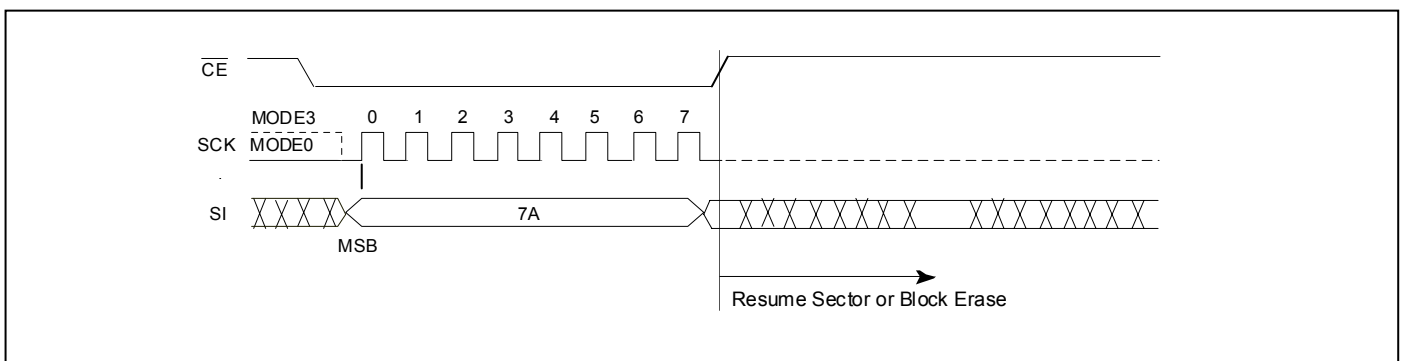 CE
MODE3 0 1 2 3 4 5 6 7
SCK MODE0
SI 7A
MSB
Resume Sector or Block Erase